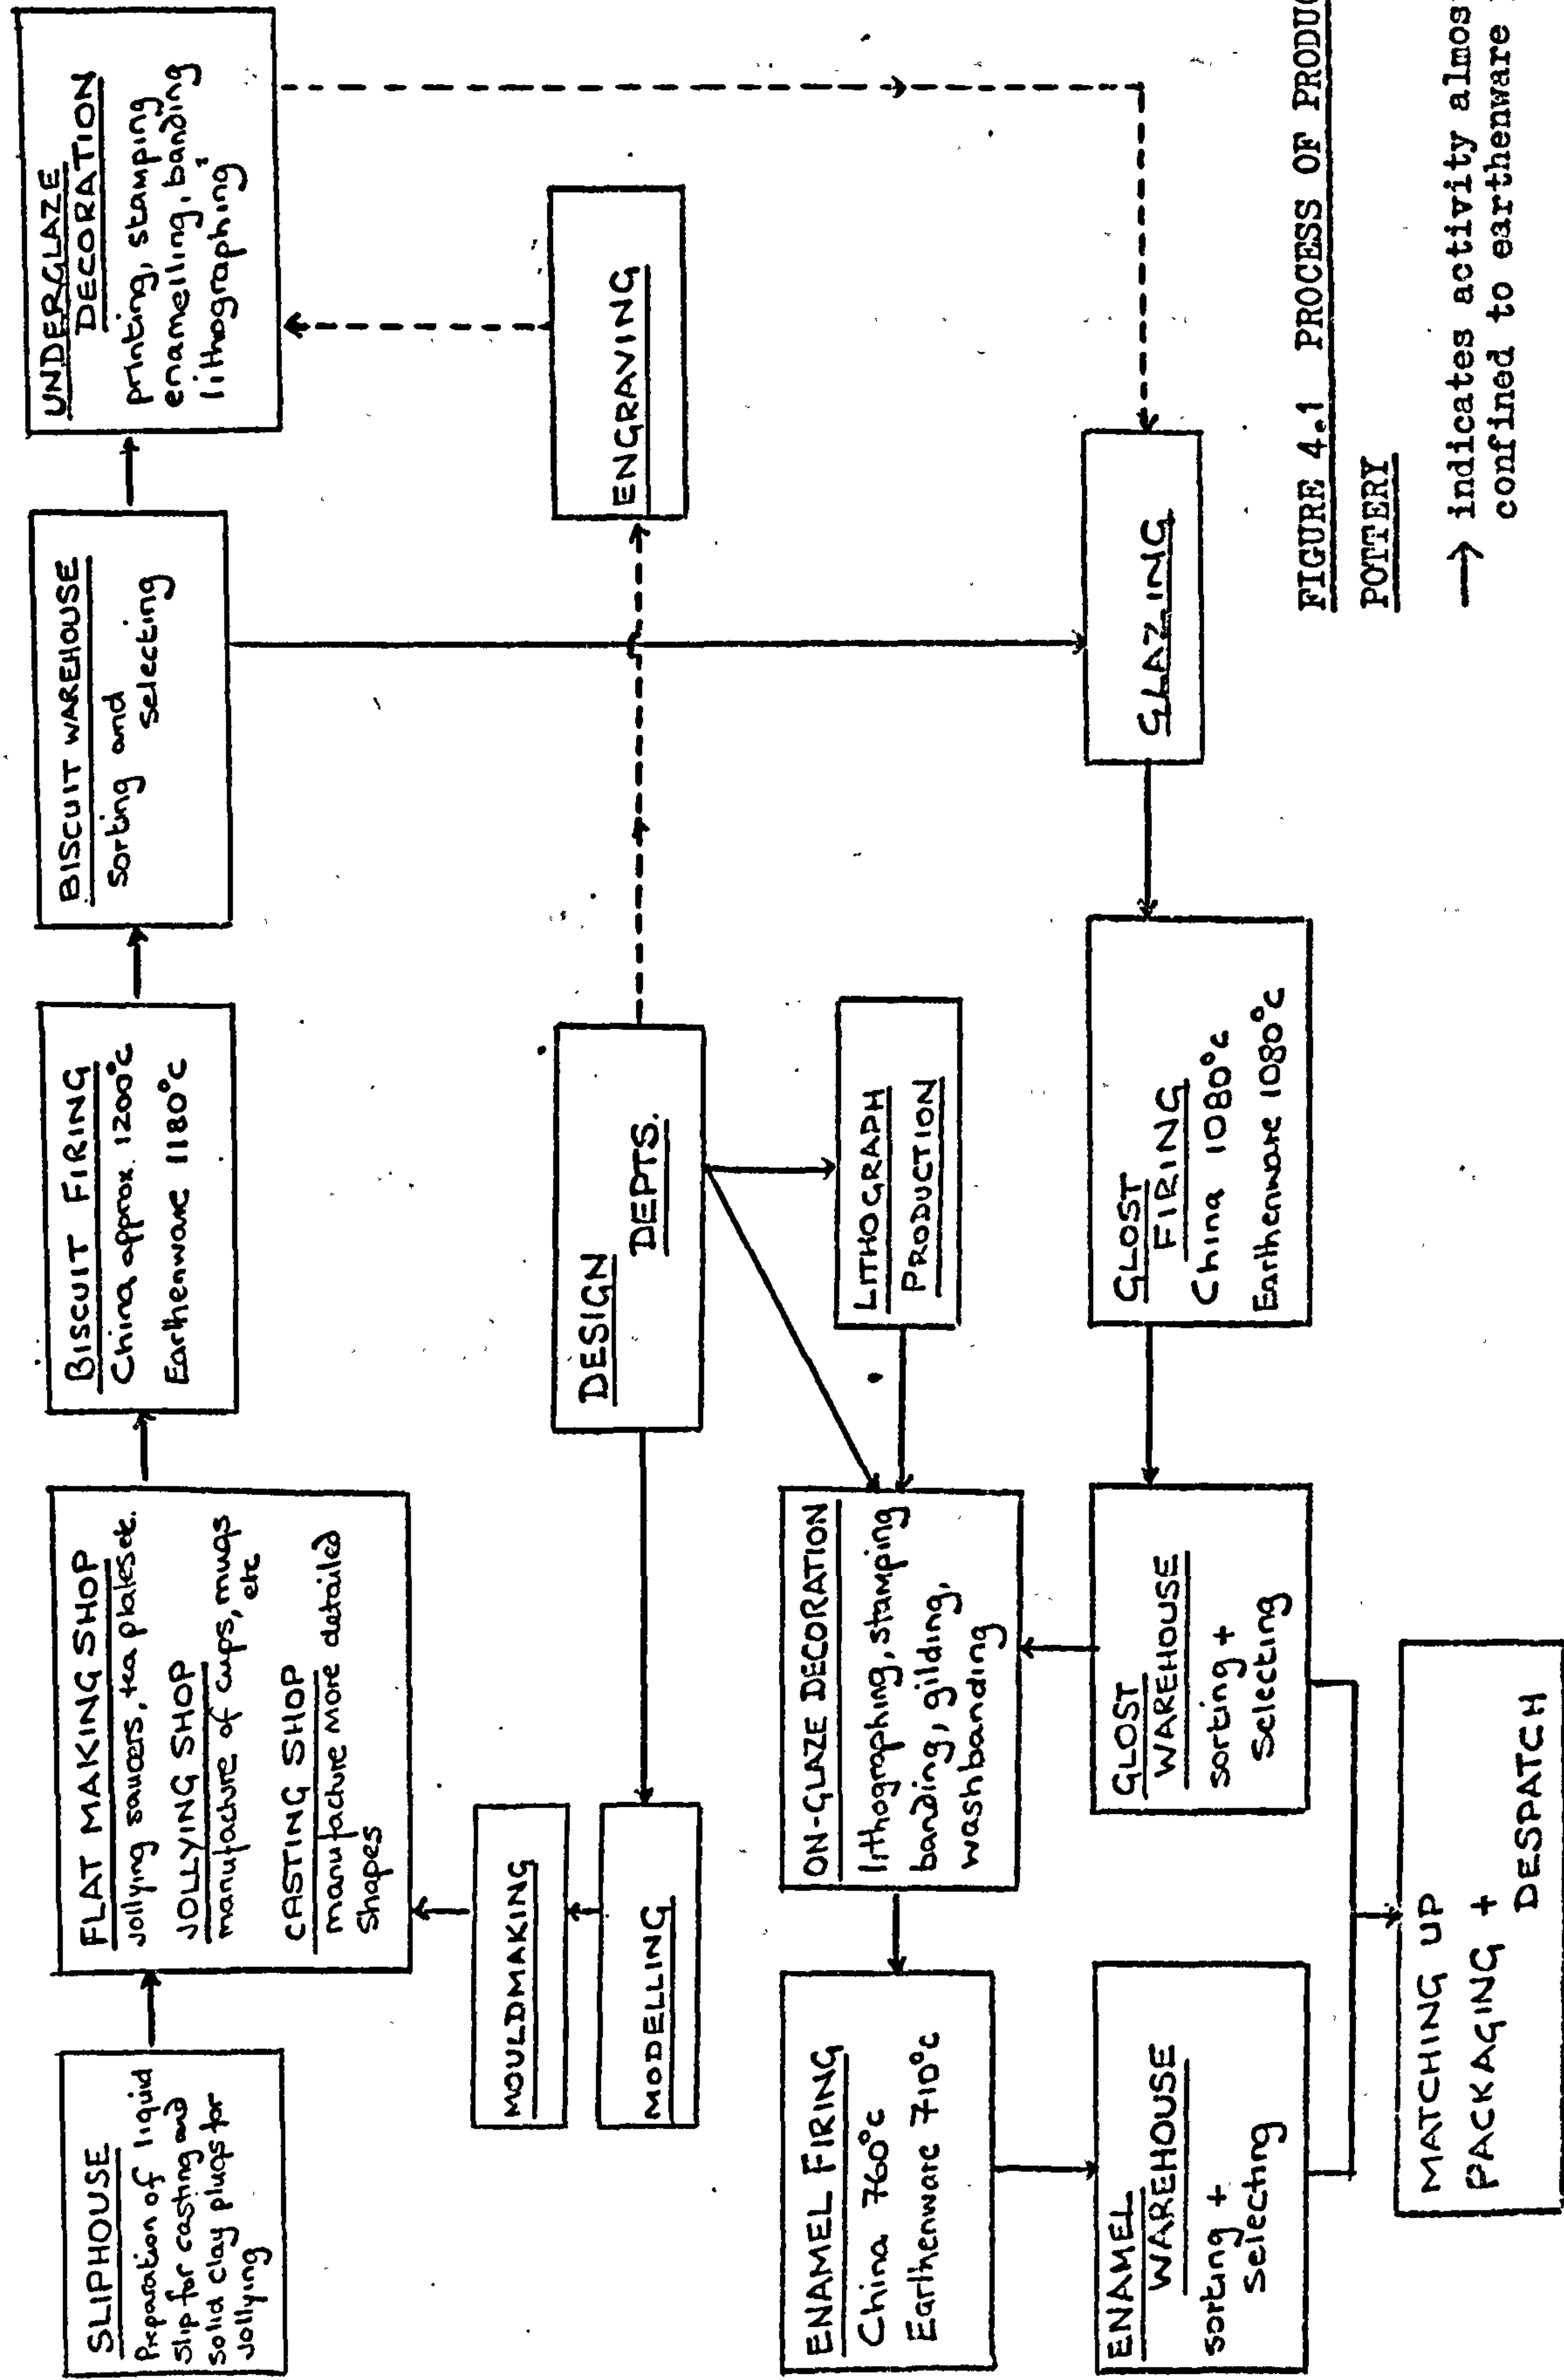 SLIPHOUSE
Preparation of liquid
Slip for casting and
solid clay plugs for
Jollying
FLAT MAKING SHOP
Jollying saucers, tea plates etc.
JOLLYING SHOP
manufacture of cups, mugs
etc
CASTING SHOP
manufacture more detailed
Shapes
BISCUIT FIRING
China approx. 1200°c
Earthenware 1180°c
BISCUIT WAREHOUSE
Sorting and
selecting
UNDERGLAZE
DECORATION
printing, stamping
enamelling, banding
lithographing
MOULDMAKING
MODELLING
DESIGN
DEPTS.
ENGRAVING
LITHOGRAPH
PRODUCTION
ON-GLAZE DECORATION
lithographing, stamping
banding, gilding,
washbanding
ENAMEL FIRING
China 760°c
Earthenware 710°c
ENAMEL
WAREHOUSE
sorting +
Selecting
GLOST
WAREHOUSE
sorting +
Selecting
GLOST
FIRING
China 1080°c
Earthenware 1080°c
GLAZING
MATCHING UP
PACKAGING +
DESPATCH
FIGURE 4.1 PROCESS OF PRODUC
POTTERY
--> indicates activity almos
confined to earthenware